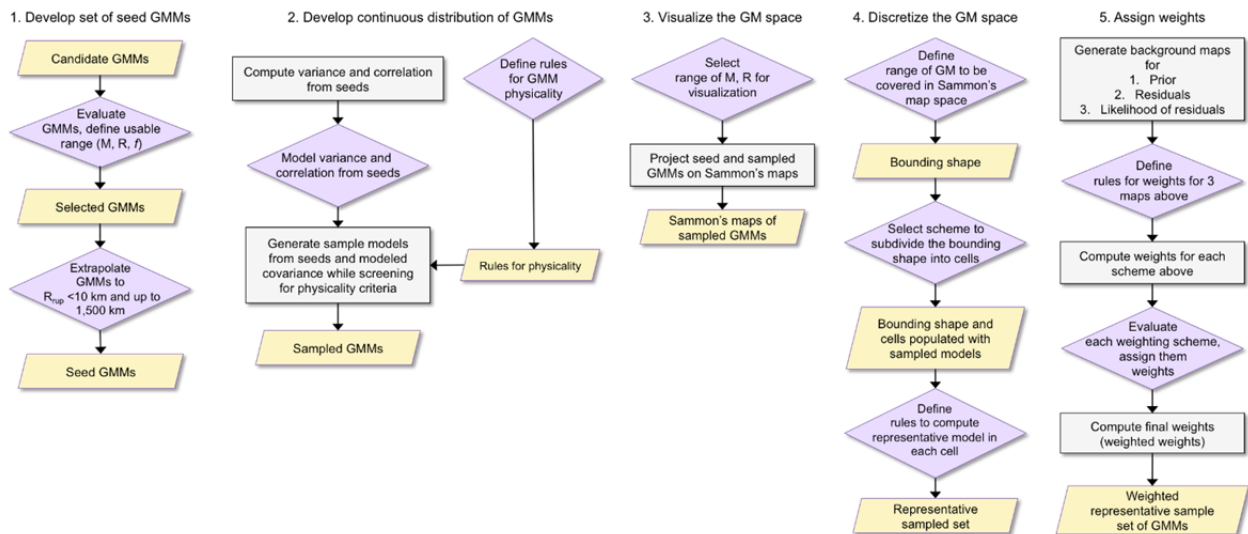 1. Develop set of seed GMMs
Candidate GMMs
Evaluate
GMMs, define usable
range (M, R, f)
Selected GMMs
Extrapolate
GMMs to
Rrup <10 km and up to
1,500 km
Seed GMMs
2. Develop continuous distribution of GMMs
Compute variance and correlation
from seeds
Model variance and
correlation from seeds
Generate sample models
from seeds and modeled
covariance while screening
for physicality criteria
Sampled GMMs
Define rules
for GMM
physicality
Rules for physicality
3. Visualize the GM space
Select
range of M, R for
visualization
Project seed and sampled
GMMs on Sammon's maps
Sammon's maps of
sampled GMMs
4. Discretize the GM space
Define
range of GM to be
covered in Sammon's
map space
Bounding shape
Select scheme to
subdivide the bounding
shape into cells
Bounding shape and
cells populated with
sampled models
Define
rules to compute
representative model in
each cell
Representative
sampled set
5. Assign weights
Generate background maps
for
1. Prior
2. Residuals
3. Likelihood of residuals
Define
rules for weights for 3
maps above
Compute weights for each
scheme above
Evaluate
each weighting scheme,
assign them
weights
Compute final weights
(weighted weights)
Weighted
representative sample
set of GMMs